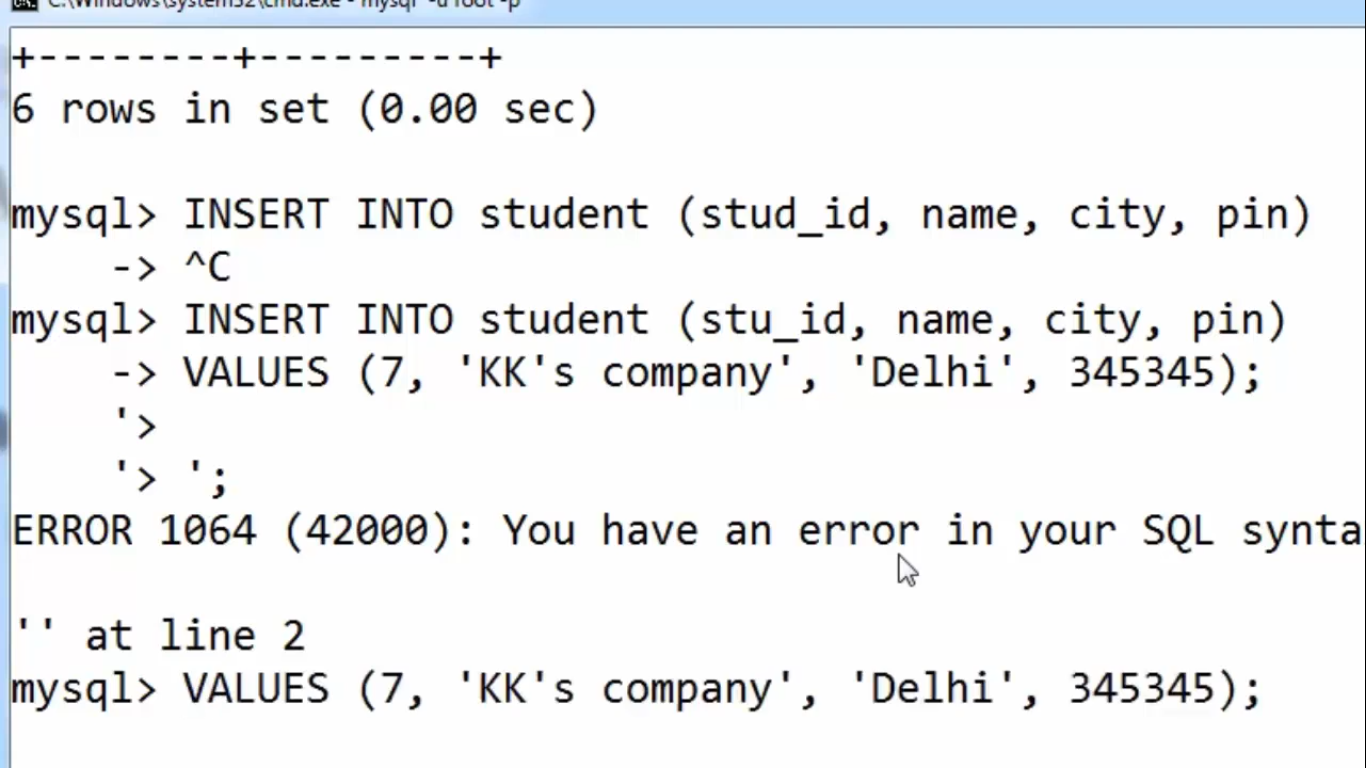 C:\Windows\system32\cmd.exe - mysql -u root -p
+--------+---------+
6 rows in set (0.00 sec)
mysql> INSERT INTO student (stud_id, name, city, pin)
-> ^C
mysql> INSERT INTO student (stu_id, name, city, pin)
-> VALUES (7, 'KK's company', 'Delhi', 345345);
'>
'> ';
ERROR 1064 (42000): You have an error in your SQL synta
'' at line 2
mysql> VALUES (7, 'KK's company', 'Delhi', 345345);